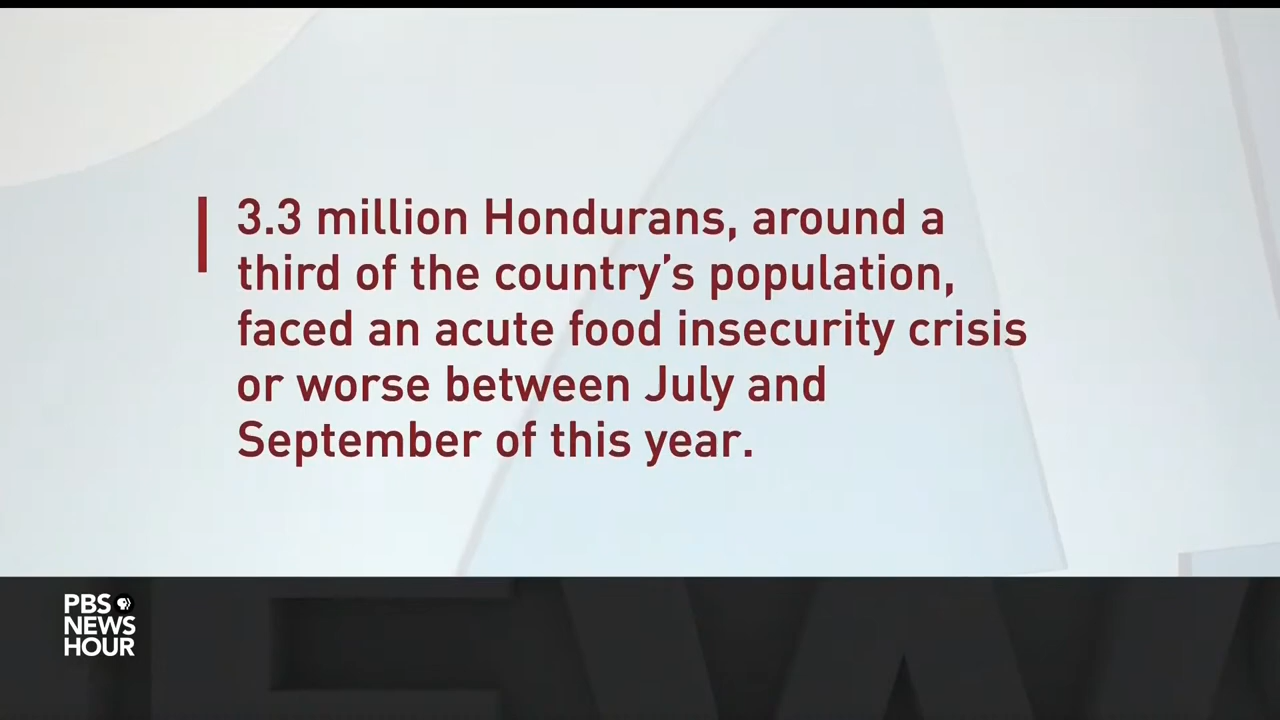 3.3 million Hondurans, around a
third of the country’s population,
faced an acute food insecurity crisis
or worse between July and
September of this year.
PBS
NEWS
HOUR